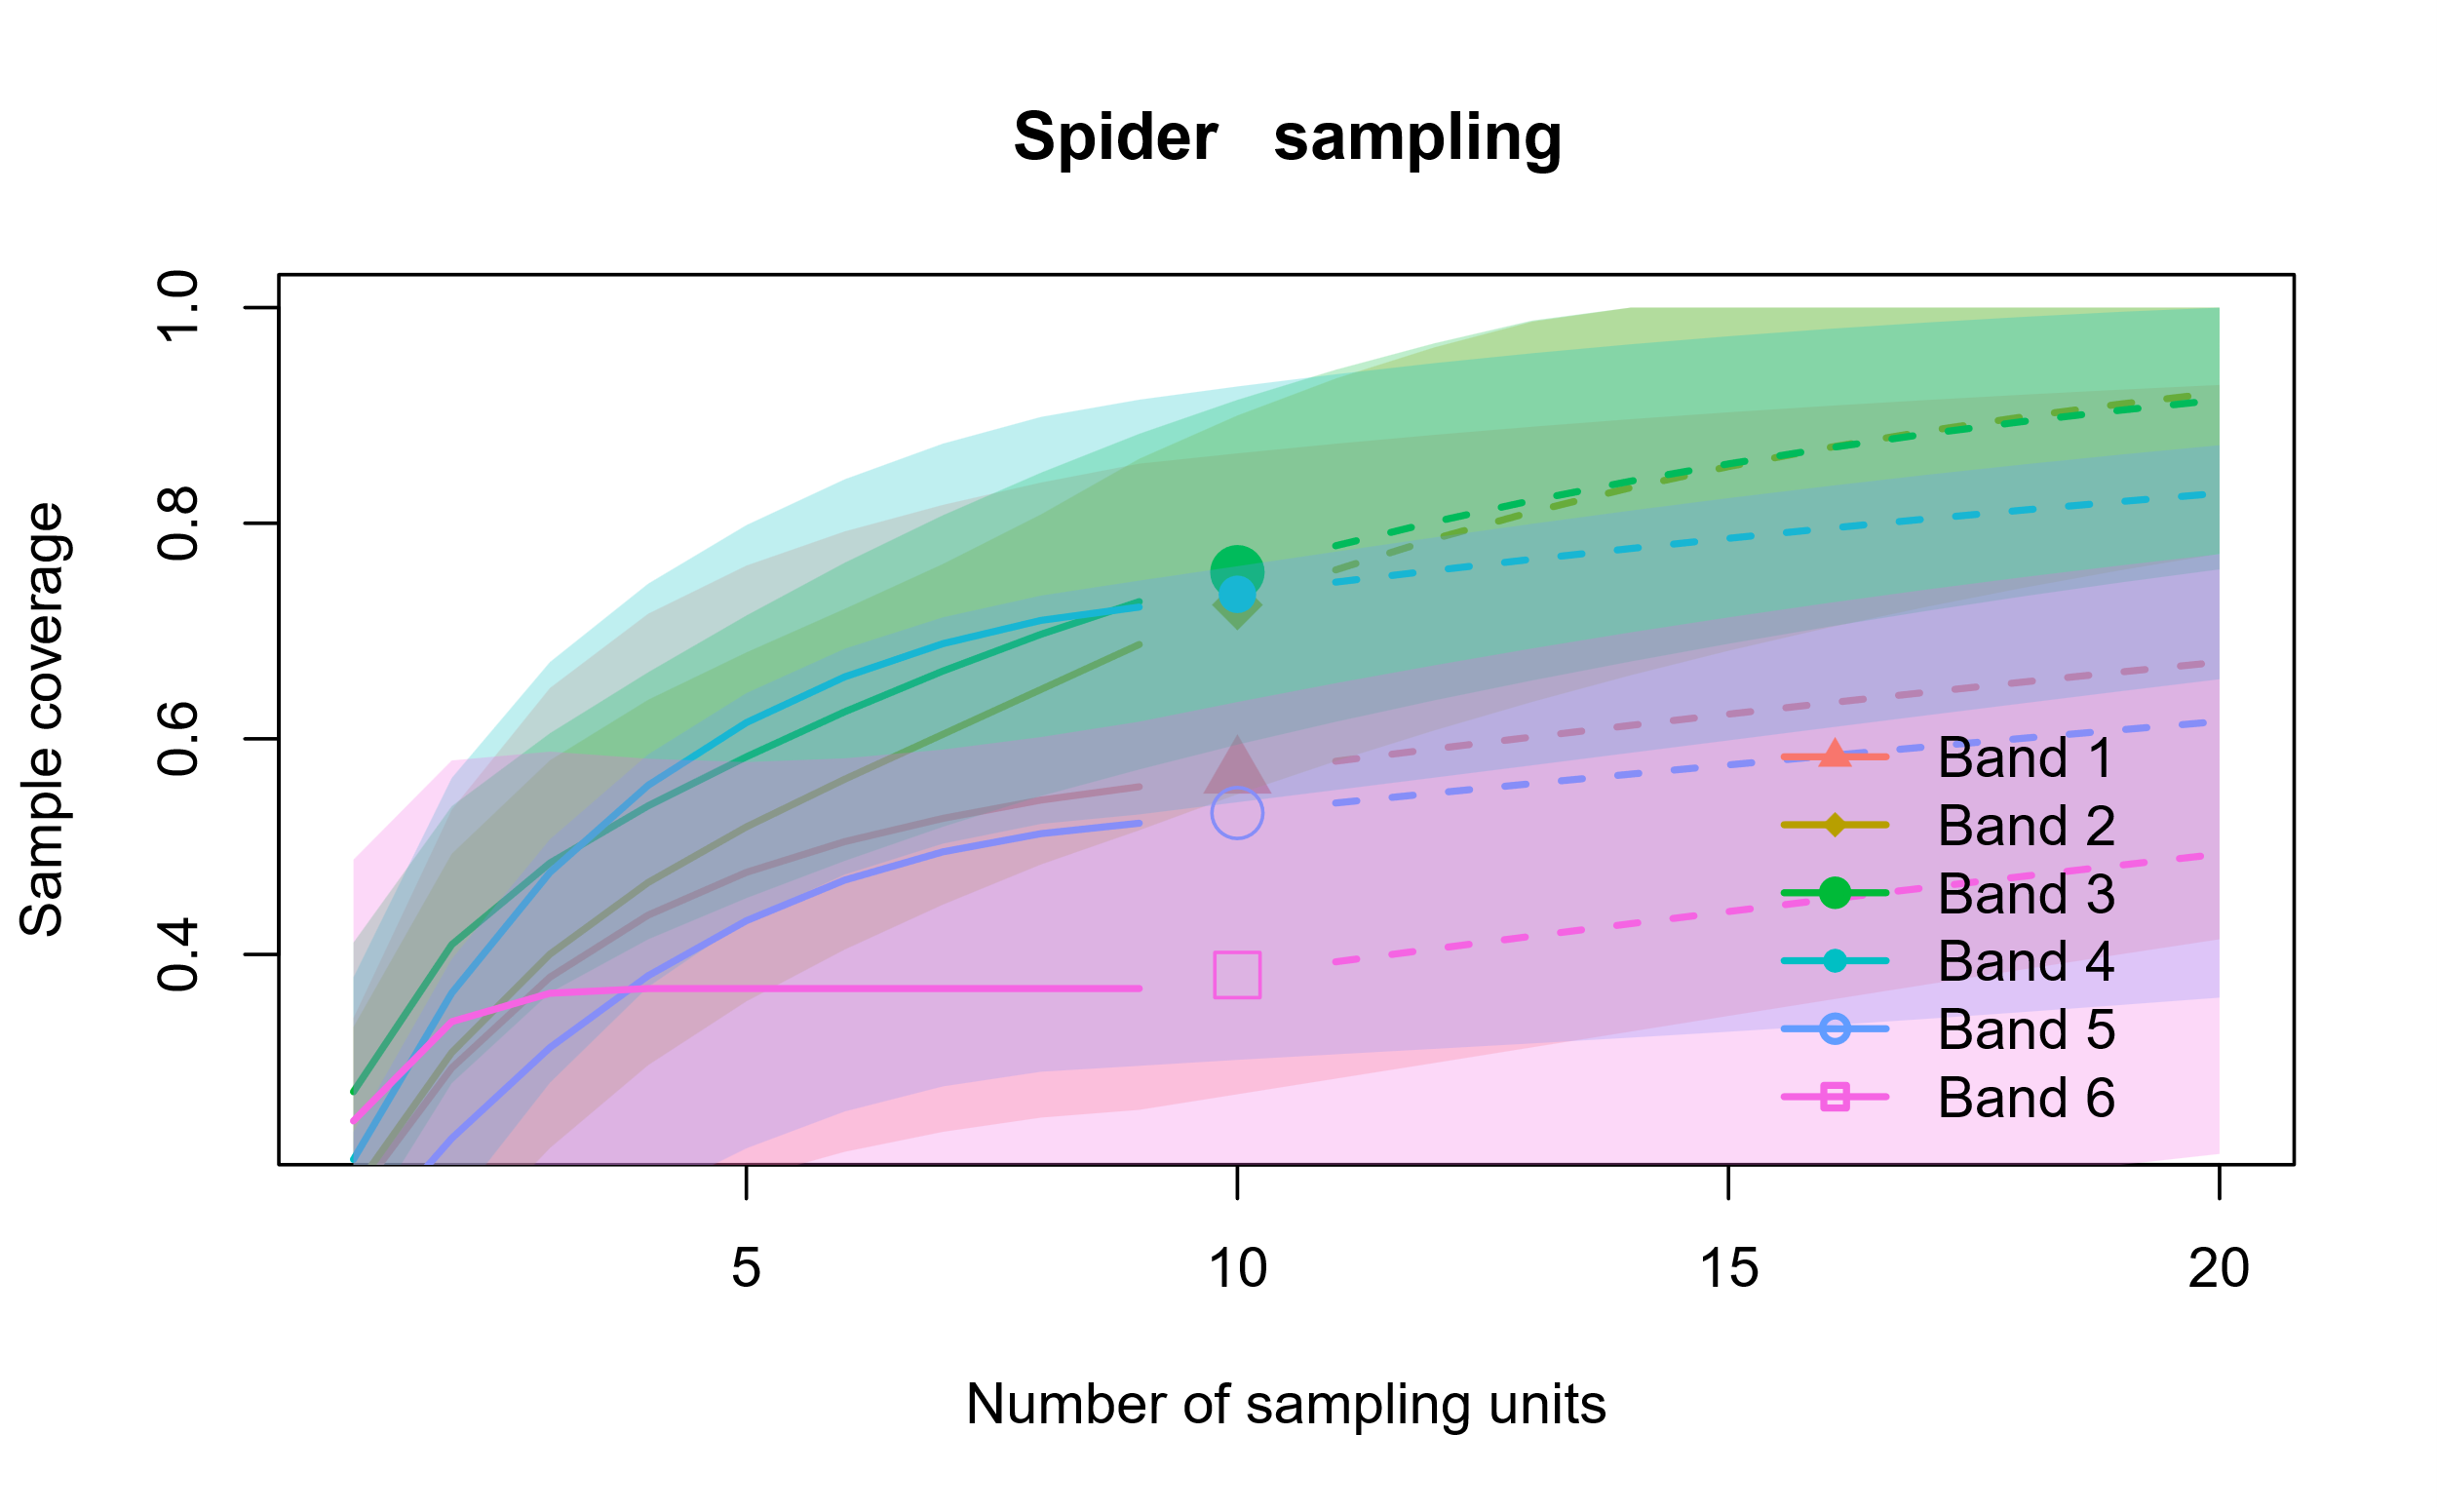 Spider sampling
Sample coverage
1.0
0.8
0.6
0.4
Band 1
Band 2
Band 3
Band 4
Band 5
Band 6
5 10 15 20
Number of sampling units